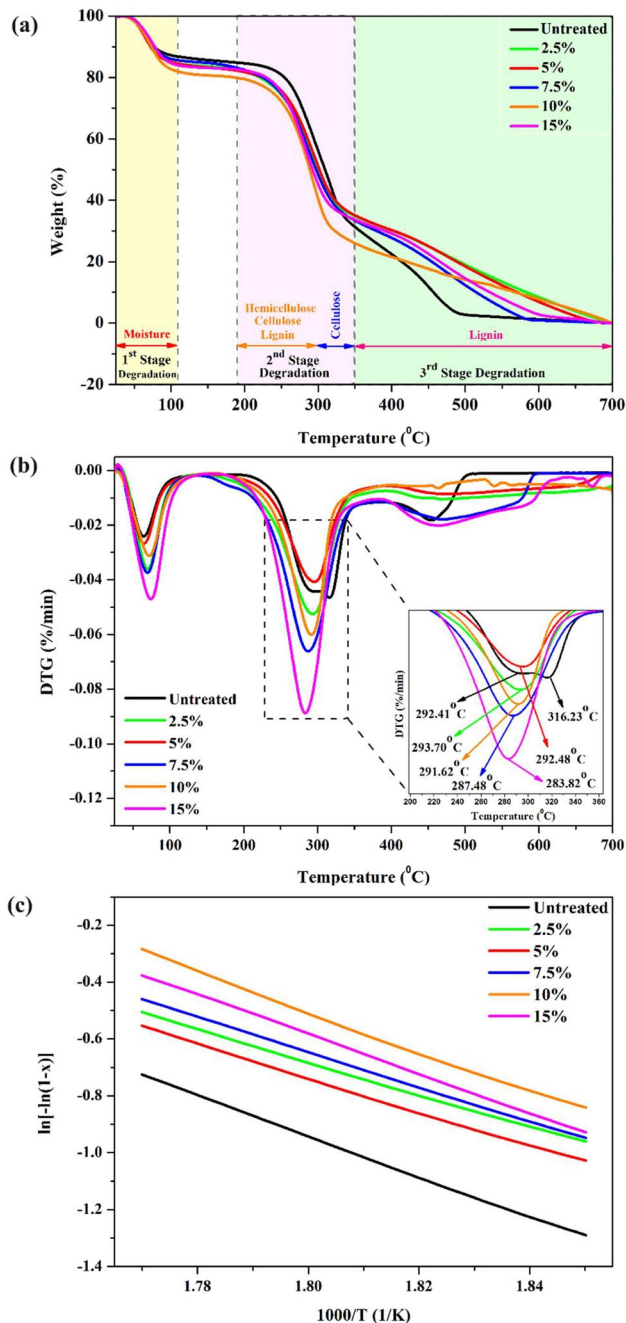 (a)
Untreated
2.5%
5%
7.5%
10%
15%
100
80
60
40
20
0
-20
Weight (%)
Moisture
1st Stage
Degradation
Hemicellulose
Cellulose
Lignin
Cellulose
2nd Stage
Degradation
Lignin
3rd Stage Degradation
100 200 300 400 500 600 700
Temperature (⁰C)
(b)
0.00
-0.02
-0.04
-0.06
-0.08
-0.10
-0.12
DTG (%/min)
Untreated
2.5%
5%
7.5%
10%
15%
DTG (%/min)
292.41°C
293.70°C
291.62°C
287.48°C
316.23°C
292.48°C
283.82°C
200 220 240 260 280 300 320 340 360
Temperature (⁰C)
100 200 300 400 500 600 700
Temperature (⁰C)
(c)
Untreated
2.5%
5%
7.5%
10%
15%
-0.2
-0.4
-0.6
-0.8
-1.0
-1.2
-1.4
ln[-ln(1-x)]
1.78 1.80 1.82 1.84
1000/T (1/K)